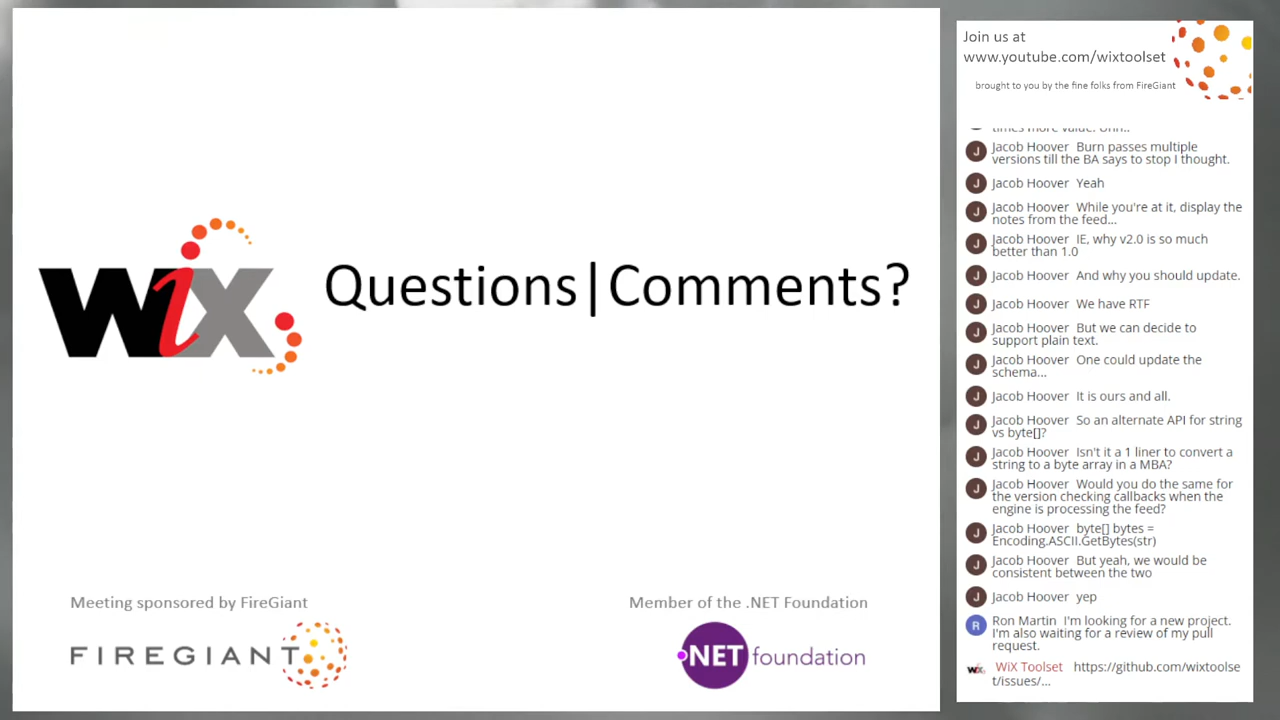 WiX
Questions|Comments?
Meeting sponsored by FireGiant
FIREGIANT
Member of the .NET Foundation
.NET foundation
Join us at
www.youtube.com/wixtoolset
brought to you by the fine folks from FireGiant
times more value.
Jacob Hoover Burn passes multiple
versions till the BA says to stop I thought.
Jacob Hoover Yeah
Jacob Hoover While you're at it, display the
notes from the feed...
Jacob Hoover IE, why v2.0 is so much
better than 1.0
Jacob Hoover And why you should update.
Jacob Hoover We have RTF
Jacob Hoover But we can decide to
support plain text.
Jacob Hoover One could update the
schema...
Jacob Hoover It is ours and all.
Jacob Hoover So an alternate API for string
vs byte[]?
Jacob Hoover Isn't it a 1 liner to convert a
string to a byte array in a MBA?
Jacob Hoover Would you do the same for
the version checking callbacks when the
engine is processing the feed?
Jacob Hoover byte[] bytes =
Encoding.ASCII.GetBytes(str)
Jacob Hoover But yeah, we would be
consistent between the two
Jacob Hoover yep
Ron Martin I'm looking for a new project.
I'm also waiting for a review of my pull
request.
WiX Toolset https://github.com/wixtoolse
t/issues/...